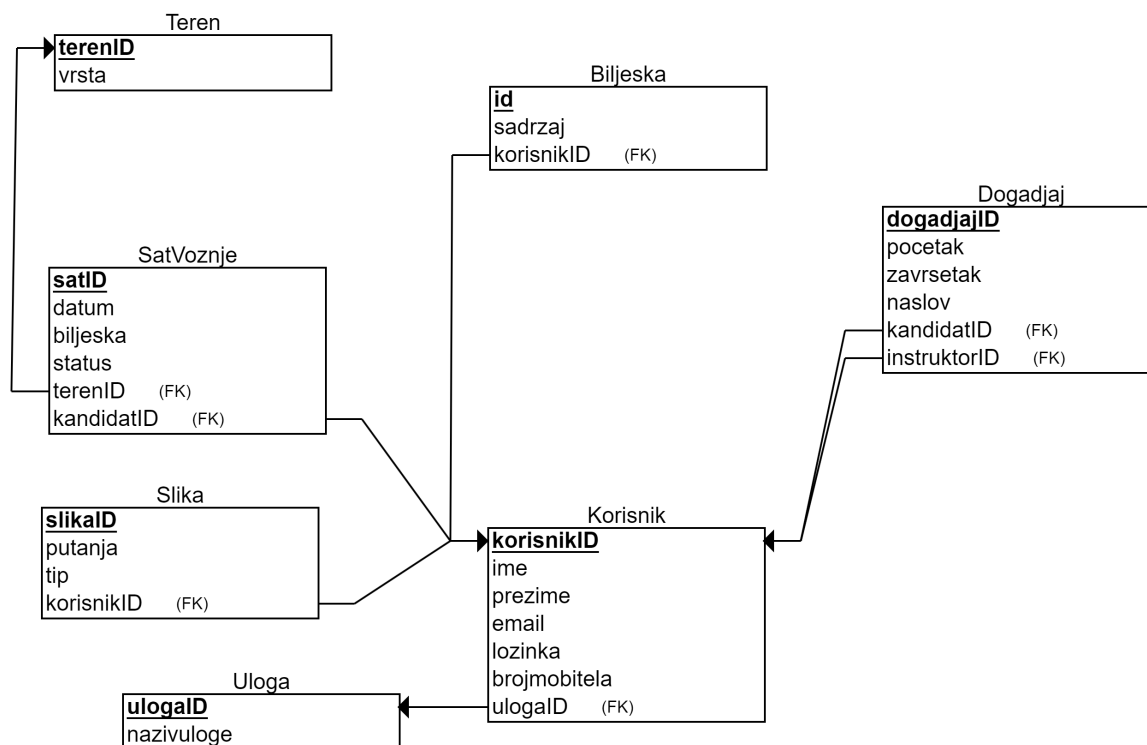 Teren
terenID
vrsta
Biljeska
id
sadrzaj
korisnikID (FK)
Dogadjaj
dogadjajID
pocetak
zavrsetak
naslov
kandidatID (FK)
instruktorID (FK)
SatVoznje
satID
datum
biljeska
status
terenID (FK)
kandidatID (FK)
Slika
slikaID
putanja
tip
korisnikID (FK)
Korisnik
korisnikID
ime
prezime
email
lozinka
brojmobitela
ulogaID (FK)
Uloga
ulogaID
nazivuloge